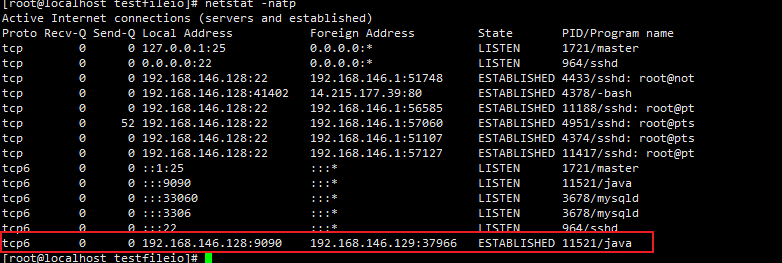 [root@localhost testfileio]# netstat -natp
Active Internet connections (servers and established)
Proto Recv-Q Send-Q Local Address           Foreign Address         State       PID/Program name
tcp        0      0 127.0.0.1:25            0.0.0.0:*               LISTEN      1721/master
tcp        0      0 0.0.0.0:22              0.0.0.0:*               LISTEN      964/sshd
tcp        0      0 192.168.146.128:22      192.168.146.1:51748     ESTABLISHED 4433/sshd: root@not
tcp        0      0 192.168.146.128:41402   14.215.177.39:80        ESTABLISHED 4378/-bash
tcp        0      0 192.168.146.128:22      192.168.146.1:56585     ESTABLISHED 11188/sshd: root@pt
tcp        0     52 192.168.146.128:22      192.168.146.1:57060     ESTABLISHED 4951/sshd: root@pts
tcp        0      0 192.168.146.128:22      192.168.146.1:51107     ESTABLISHED 4374/sshd: root@pts
tcp        0      0 192.168.146.128:22      192.168.146.1:57127     ESTABLISHED 11417/sshd: root@pt
tcp6       0      0 ::1:25                  :::*                    LISTEN      1721/master
tcp6       0      0 :::9090                 :::*                    LISTEN      11521/java
tcp6       0      0 :::33060                :::*                    LISTEN      3678/mysqld
tcp6       0      0 :::3306                 :::*                    LISTEN      3678/mysqld
tcp6       0      0 :::22                   :::*                    LISTEN      964/sshd
tcp6       0      0 192.168.146.128:9090    192.168.146.129:37966   ESTABLISHED 11521/java
[root@localhost testfileio]#